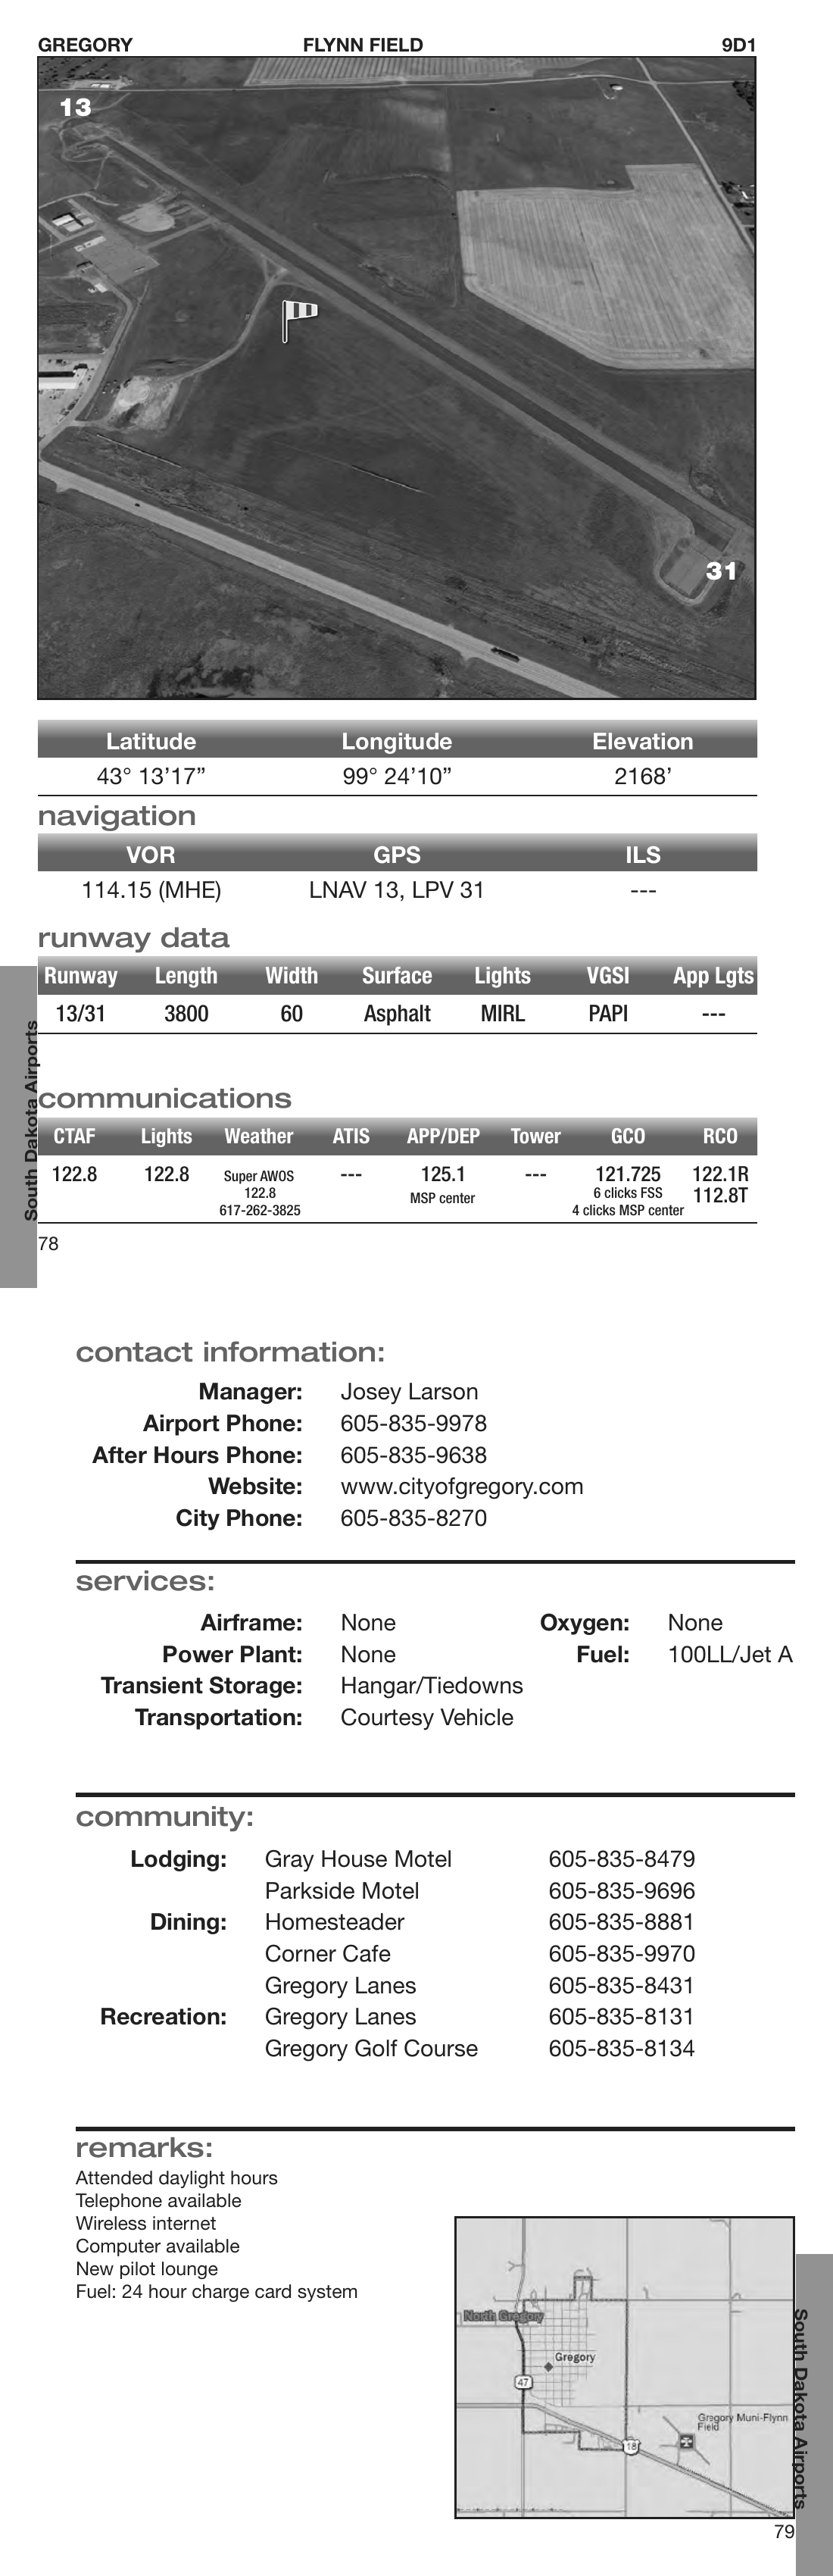 GREGORY FLYNN FIELD 9D1
13
31
Latitude Longitude Elevation
43° 13’17” 99° 24’10” 2168’
navigation
VOR GPS ILS
114.15 (MHE) LNAV 13, LPV 31 ---
runway data
Runway Length Width Surface Lights VGSI App Lgts
13/31 3800 60 Asphalt MIRL PAPI ---
communications
CTAF Lights Weather ATIS APP/DEP Tower GCO RCO
122.8 122.8 Super AWOS --- 125.1 --- 121.725 122.1R
122.8 MSP center 6 clicks FSS 112.8T
617-262-3825 4 clicks MSP center
South Dakota Airports
78
contact information:
Manager: Josey Larson
Airport Phone: 605-835-9978
After Hours Phone: 605-835-9638
Website: www.cityofgregory.com
City Phone: 605-835-8270
services:
Airframe: None Oxygen: None
Power Plant: None Fuel: 100LL/Jet A
Transient Storage: Hangar/Tiedowns
Transportation: Courtesy Vehicle
community:
Lodging: Gray House Motel 605-835-8479
Parkside Motel 605-835-9696
Dining: Homesteader 605-835-8881
Corner Cafe 605-835-9970
Gregory Lanes 605-835-8431
Recreation: Gregory Lanes 605-835-8131
Gregory Golf Course 605-835-8134
remarks:
Attended daylight hours
Telephone available
Wireless internet
Computer available
New pilot lounge
Fuel: 24 hour charge card system
North Gregory
Gregory
47
Gregory Muni-Flynn
Field
18
South Dakota Airports
79